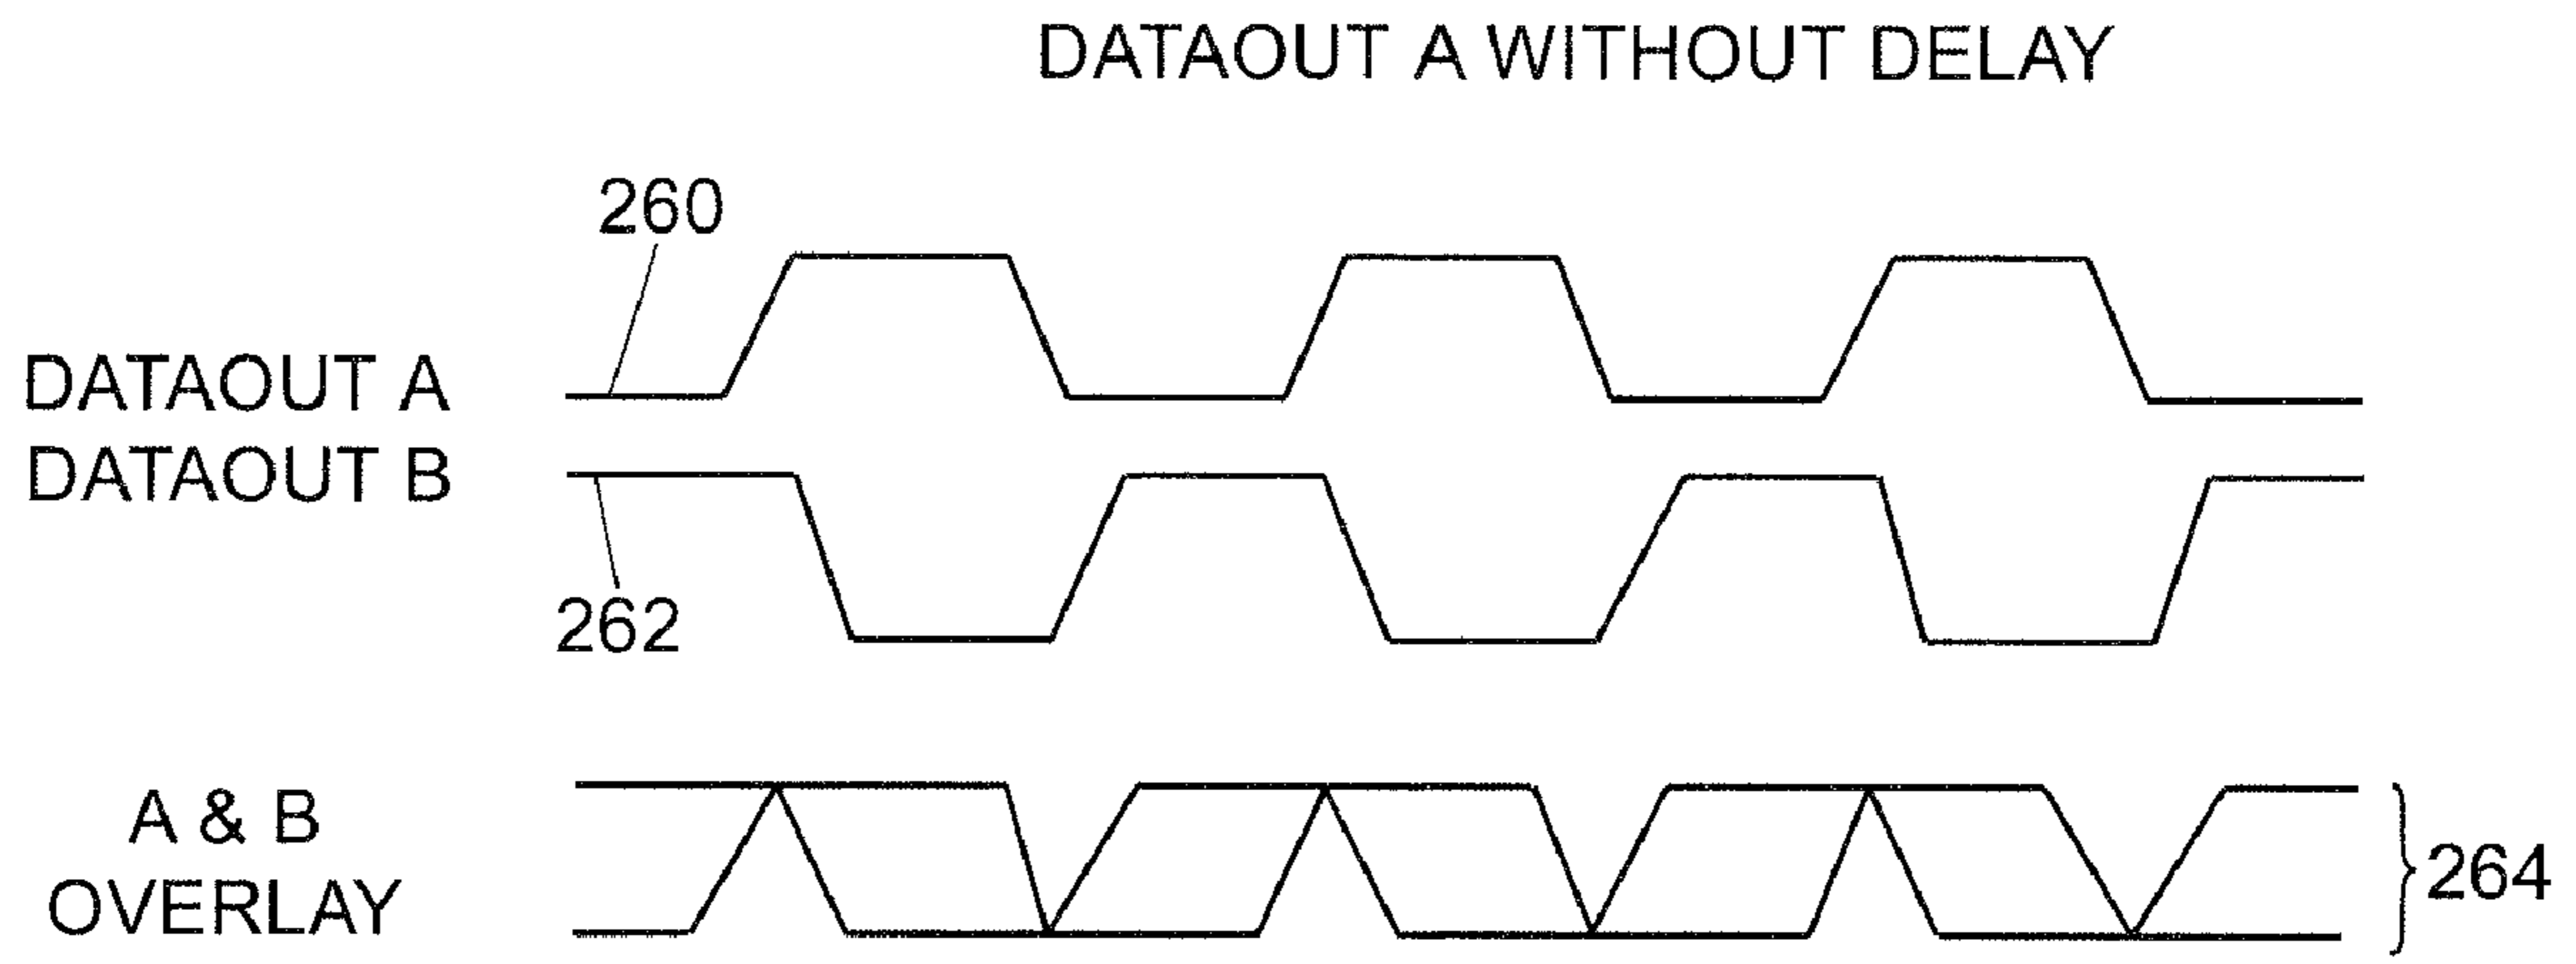 DATAOUT A WITHOUT DELAY
260
DATAOUT A
DATAOUT B
262
A & B
OVERLAY
264